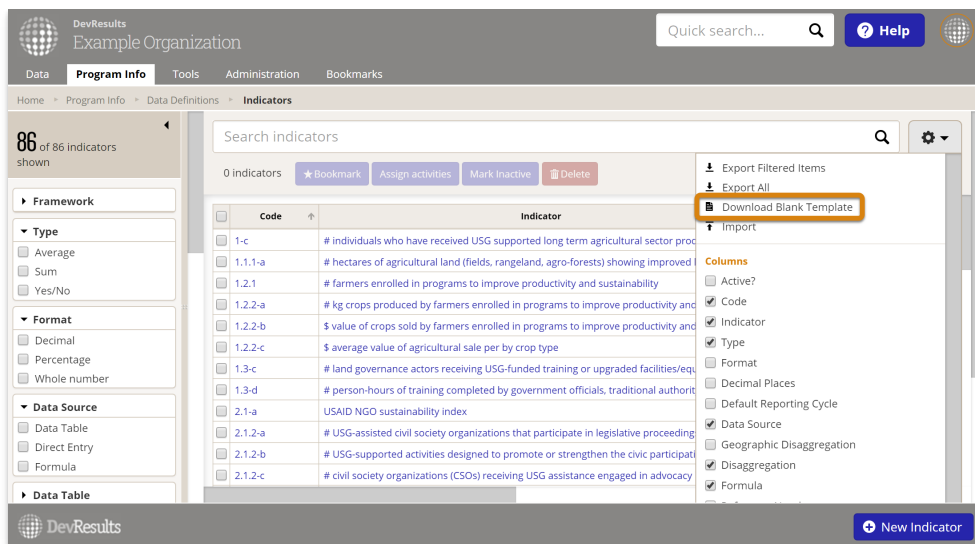 DevResults
Example Organization
Quick search...
Help
Data Program Info Tools Administration Bookmarks
Home Program Info Data Definitions Indicators
86 of 86 indicators
shown
Framework
Type
Average
Sum
Yes/No
Format
Decimal
Percentage
Whole number
Data Source
Data Table
Direct Entry
Formula
Data Table
Search indicators
0 indicators Bookmark Assign activities Mark Inactive Delete
Code Indicator
1-c # individuals who have received USG supported long term agricultural sector proc
1.1.1-a # hectares of agricultural land (fields, rangeland, agro-forests) showing improved
1.2.1 # farmers enrolled in programs to improve productivity and sustainability
1.2.2-a # kg crops produced by farmers enrolled in programs to improve productivity and
1.2.2-b $ value of crops sold by farmers enrolled in programs to improve productivity and
1.2.2-c $ average value of agricultural sale per by crop type
1.3-c # land governance actors receiving USG-funded training or upgraded facilities/equ
1.3-d # person-hours of training completed by government officials, traditional authorit
2.1-a USAID NGO sustainability index
2.1.2-a # USG-assisted civil society organizations that participate in legislative proceeding
2.1.2-b # USG-supported activities designed to promote or strengthen the civic participati
2.1.2-c # civil society organizations (CSOs) receiving USG assistance engaged in advocacy
Export Filtered Items
Export All
Download Blank Template
Import
Columns
Active?
Code
Indicator
Type
Format
Decimal Places
Default Reporting Cycle
Data Source
Geographic Disaggregation
Disaggregation
Formula
DevResults
New Indicator